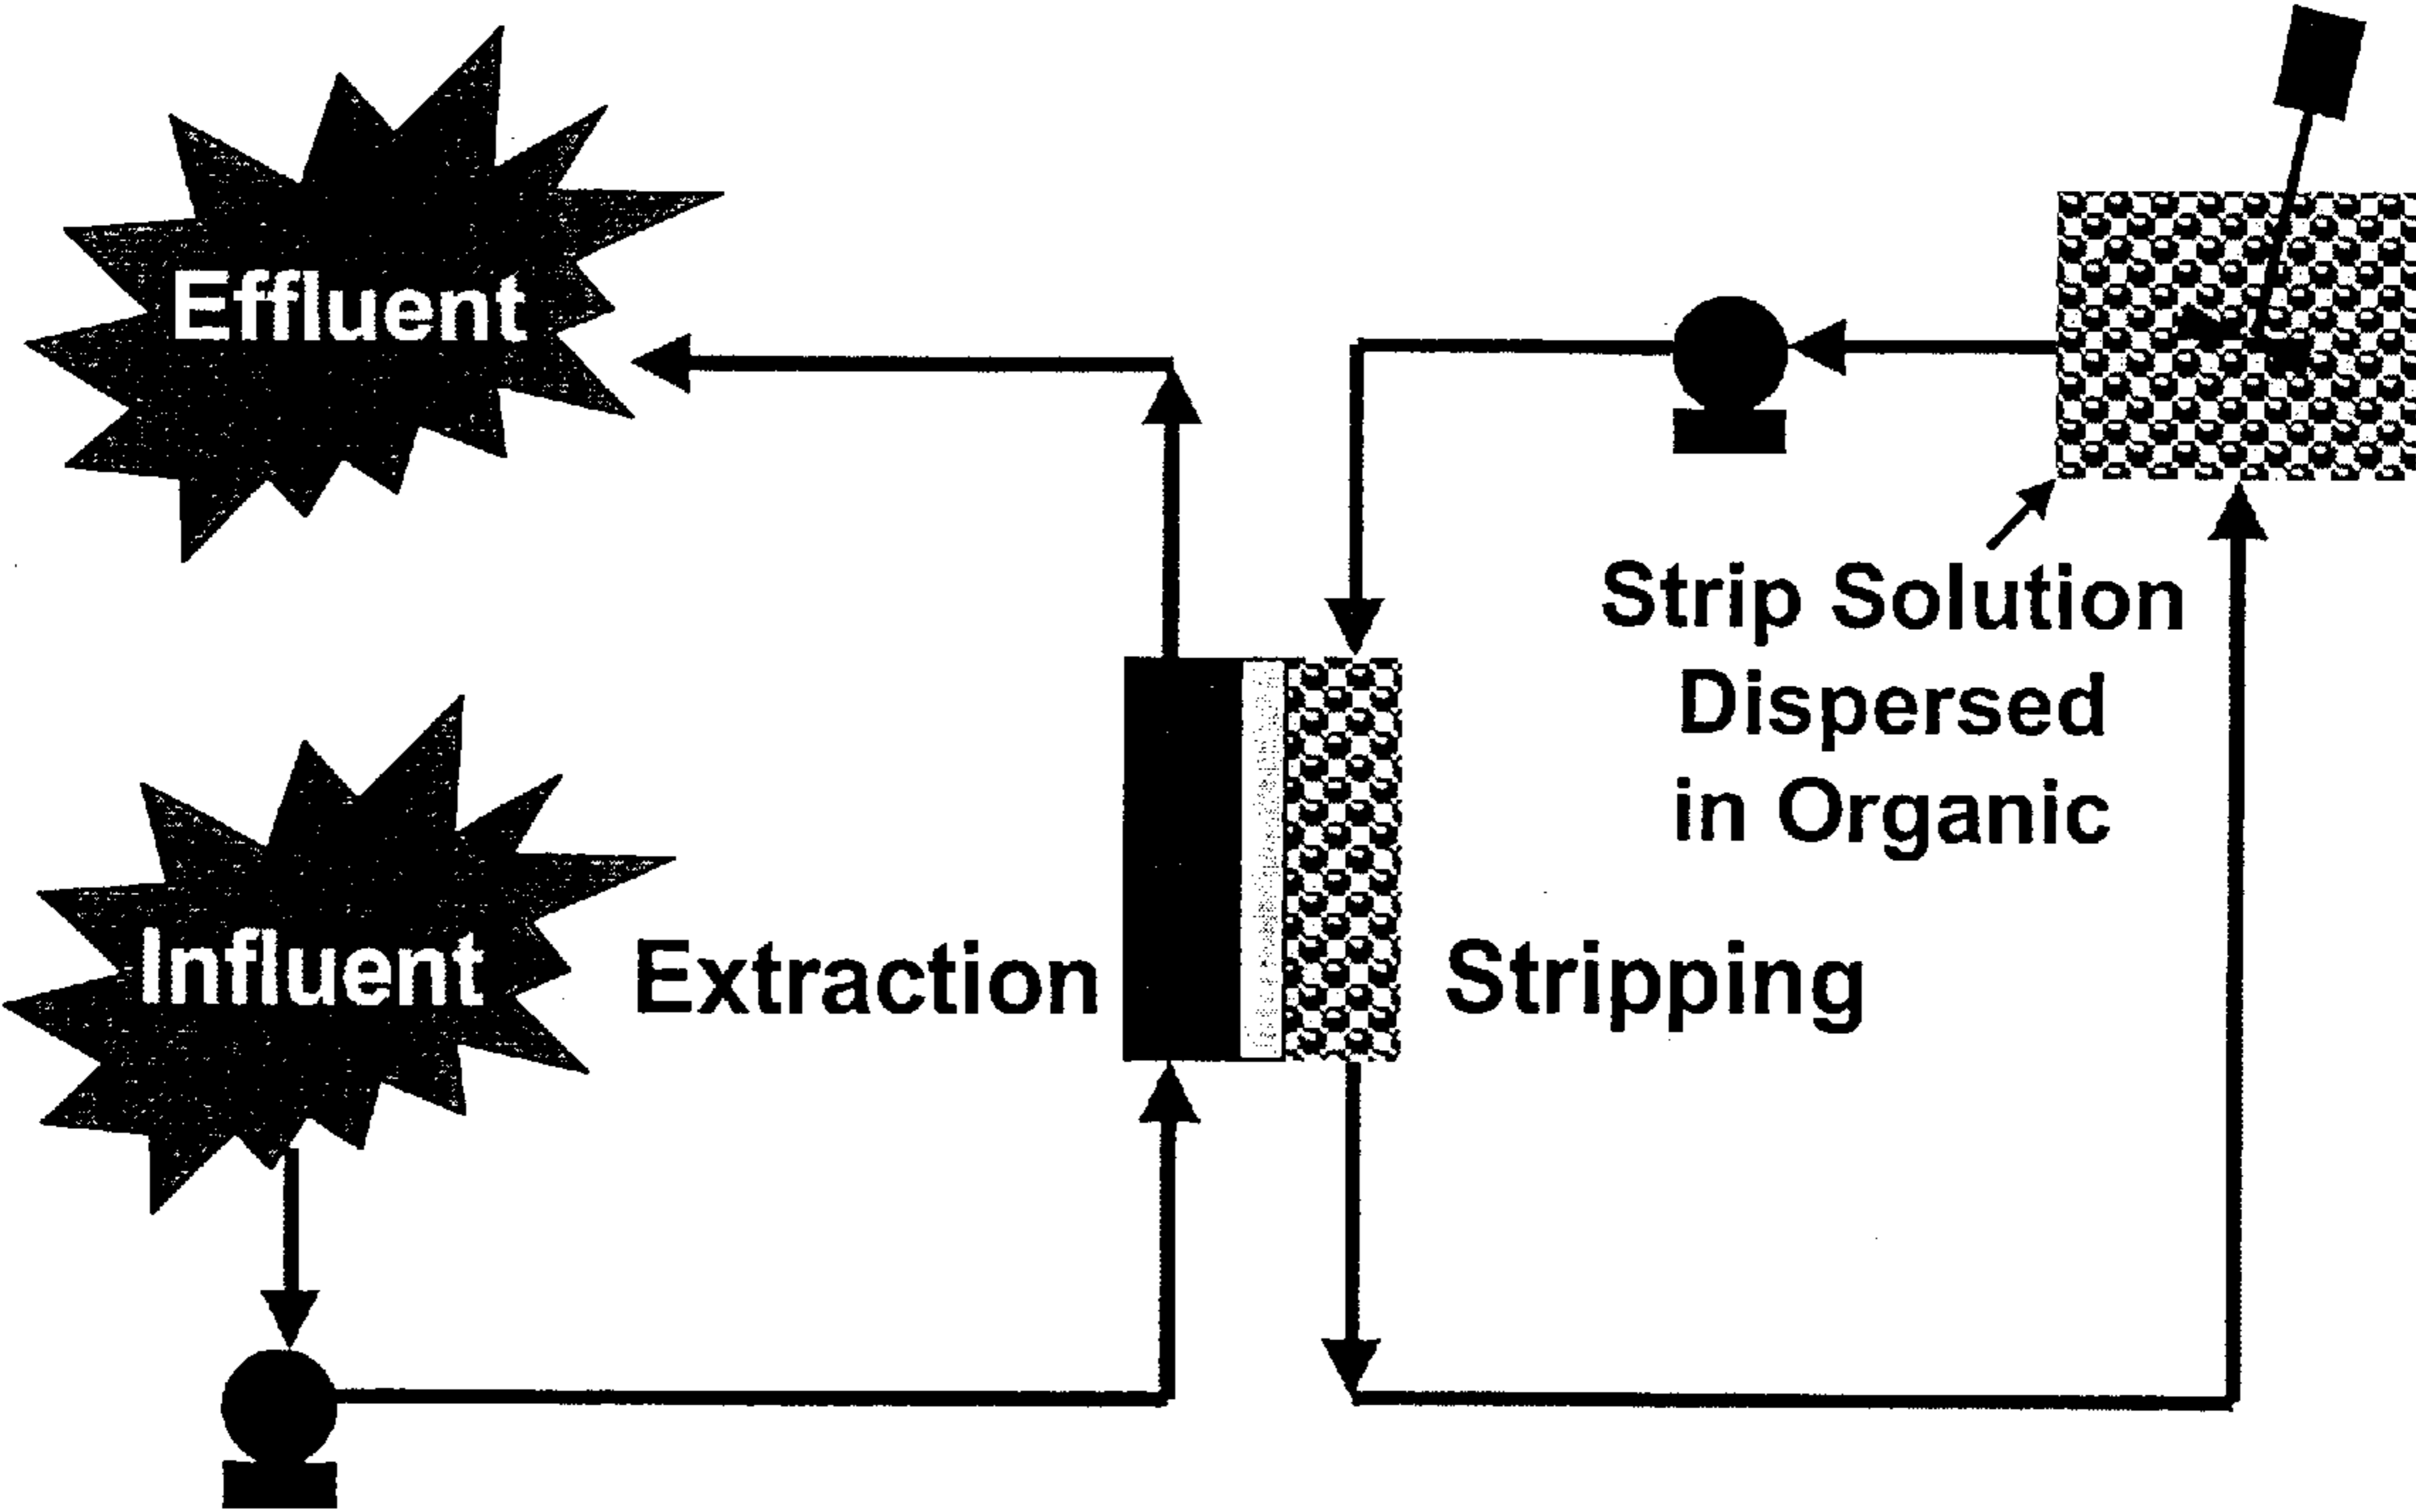 Effluent
Strip Solution
Dispersed
in Organic
Influent
Extraction
Stripping